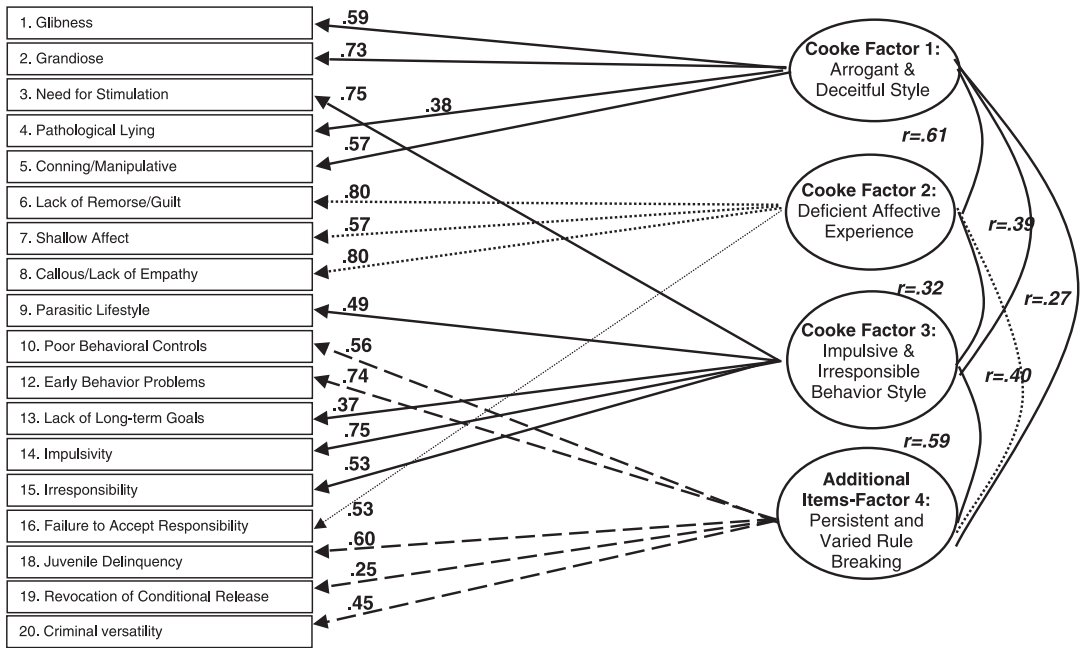 1. Glibness
2. Grandiose
3. Need for Stimulation
4. Pathological Lying
5. Conning/Manipulative
6. Lack of Remorse/Guilt
7. Shallow Affect
8. Callous/Lack of Empathy
9. Parasitic Lifestyle
10. Poor Behavioral Controls
12. Early Behavior Problems
13. Lack of Long-term Goals
14. Impulsivity
15. Irresponsibility
16. Failure to Accept Responsibility
18. Juvenile Delinquency
19. Revocation of Conditional Release
20. Criminal versatility
.59
.73
.75
.38
.57
.80
.57
.80
.49
.56
.74
.37
.75
.53
.53
.60
.25
.45
Cooke Factor 1:
Arrogant &
Deceitful Style
Cooke Factor 2:
Deficient Affective
Experience
Cooke Factor 3:
Impulsive &
Irresponsible
Behavior Style
Additional
Items-Factor 4:
Persistent and
Varied Rule
Breaking
r=.61
r=.39
r=.32
r=.27
r=.40
r=.59